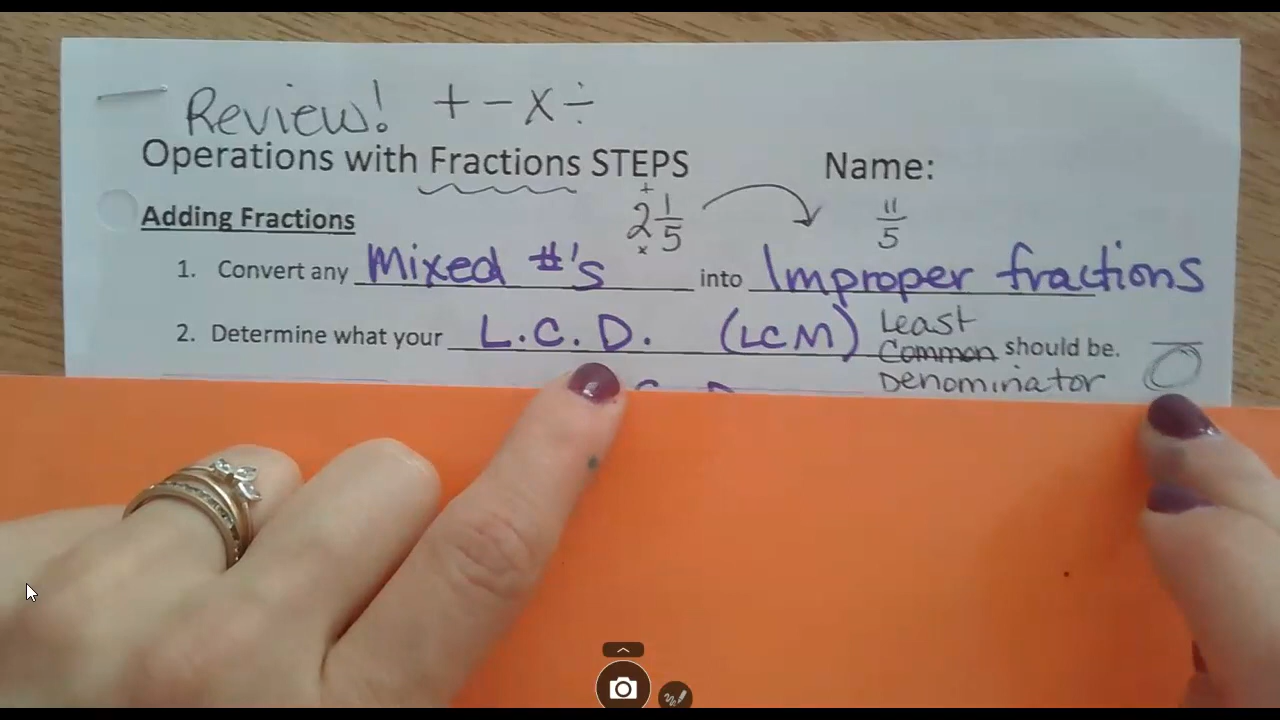 Review! + - x ÷
Operations with Fractions STEPS Name:
Adding Fractions 2 1/5 11/5
+
x
1. Convert any Mixed #'s into Improper fractions
2. Determine what your L.C.D. (LCM) Least Common Denominator should be.